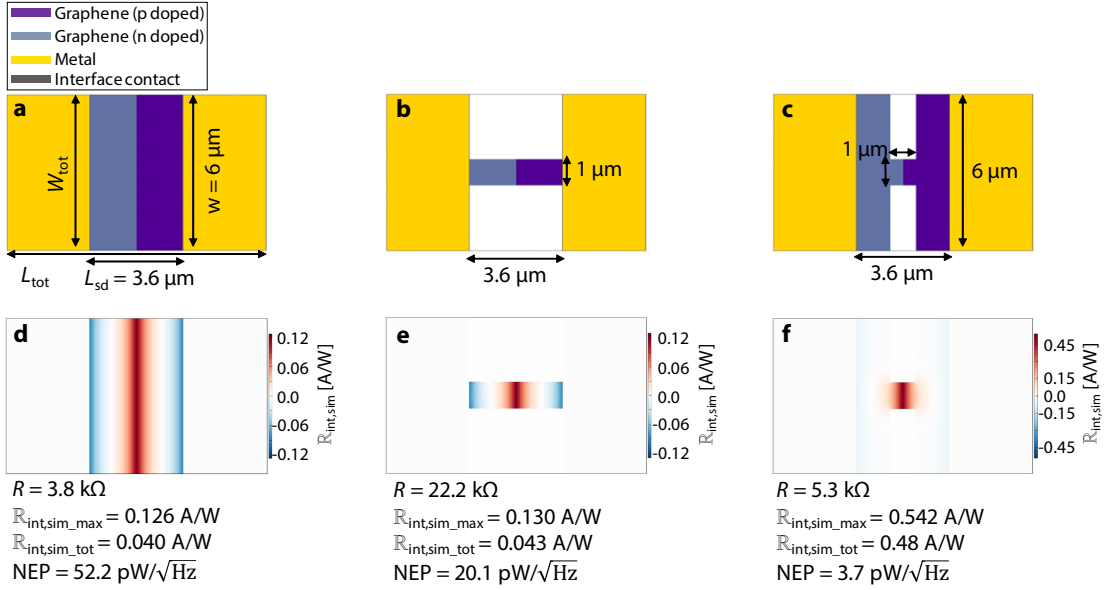 Graphene (p doped)
Graphene (n doped)
Metal
Interface contact
a
W_tot
w = 6 µm
L_tot
L_sd = 3.6 µm
b
1 µm
3.6 µm
c
1 µm
6 µm
3.6 µm
d
0.12
0.06
0.0
-0.06
-0.12
ℝ_int,sim [A/W]
R = 3.8 kΩ
ℝ_int,sim_max = 0.126 A/W
ℝ_int,sim_tot = 0.040 A/W
NEP = 52.2 pW/√Hz
e
0.12
0.06
0.0
-0.06
-0.12
ℝ_int,sim [A/W]
R = 22.2 kΩ
ℝ_int,sim_max = 0.130 A/W
ℝ_int,sim_tot = 0.043 A/W
NEP = 20.1 pW/√Hz
f
0.45
0.15
0.0
-0.15
-0.45
ℝ_int,sim [A/W]
R = 5.3 kΩ
ℝ_int,sim_max = 0.542 A/W
ℝ_int,sim_tot = 0.48 A/W
NEP = 3.7 pW/√Hz